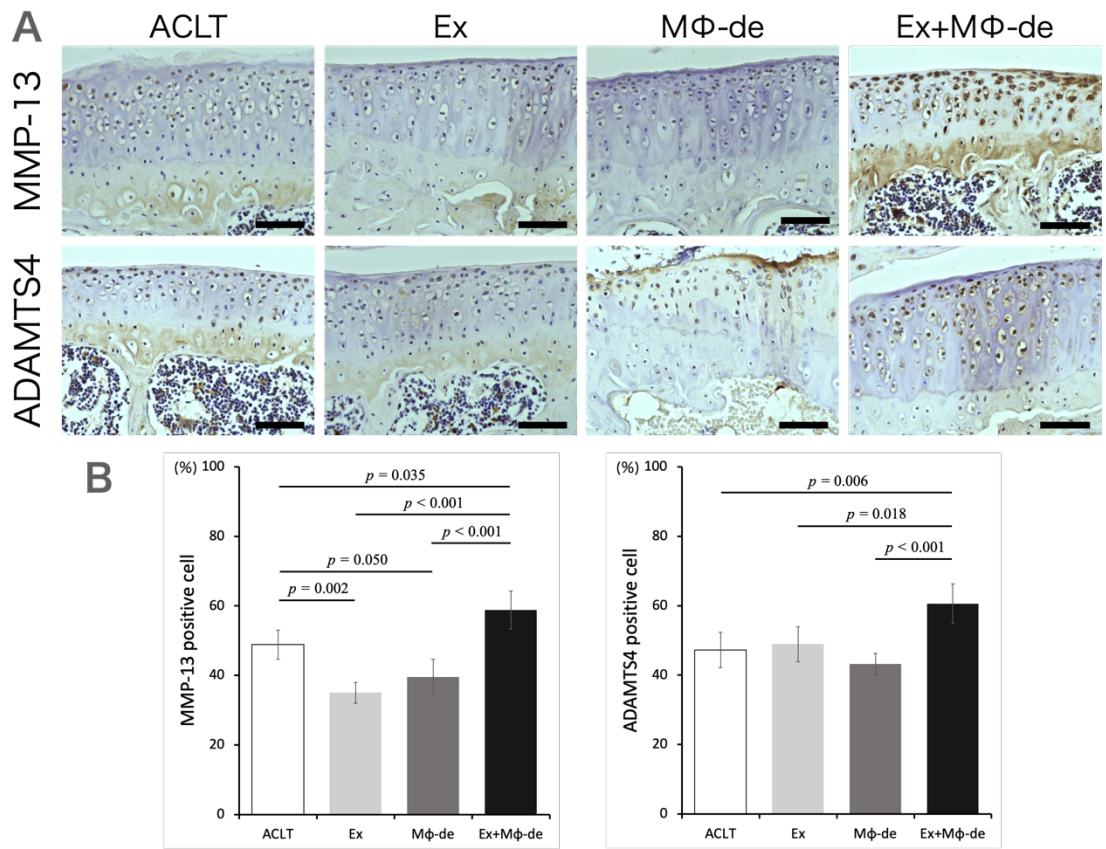 A
ACLT Ex MΦ-de Ex+MΦ-de
MMP-13
ADAMTS4
B
(%) 100
80
60
40
20
0
MMP-13 positive cell
p = 0.035
p < 0.001
p < 0.001
p = 0.050
p = 0.002
ACLT Ex Mϕ-de Ex+Mϕ-de
(%) 100
80
60
40
20
0
ADAMTS4 positive cell
p = 0.006
p = 0.018
p < 0.001
ACLT Ex Mϕ-de Ex+Mϕ-de